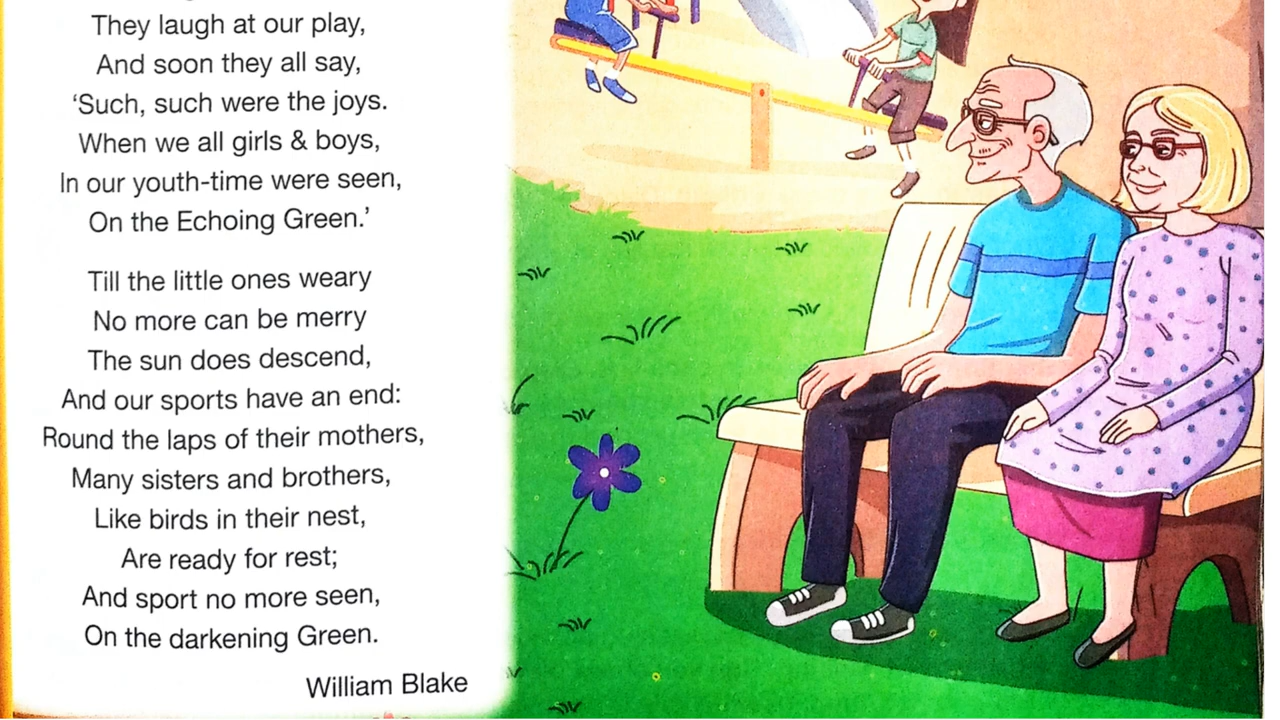 They laugh at our play,
And soon they all say,
‘Such, such were the joys.
When we all girls & boys,
In our youth-time were seen,
On the Echoing Green.’
Till the little ones weary
No more can be merry
The sun does descend,
And our sports have an end:
Round the laps of their mothers,
Many sisters and brothers,
Like birds in their nest,
Are ready for rest;
And sport no more seen,
On the darkening Green.
William Blake